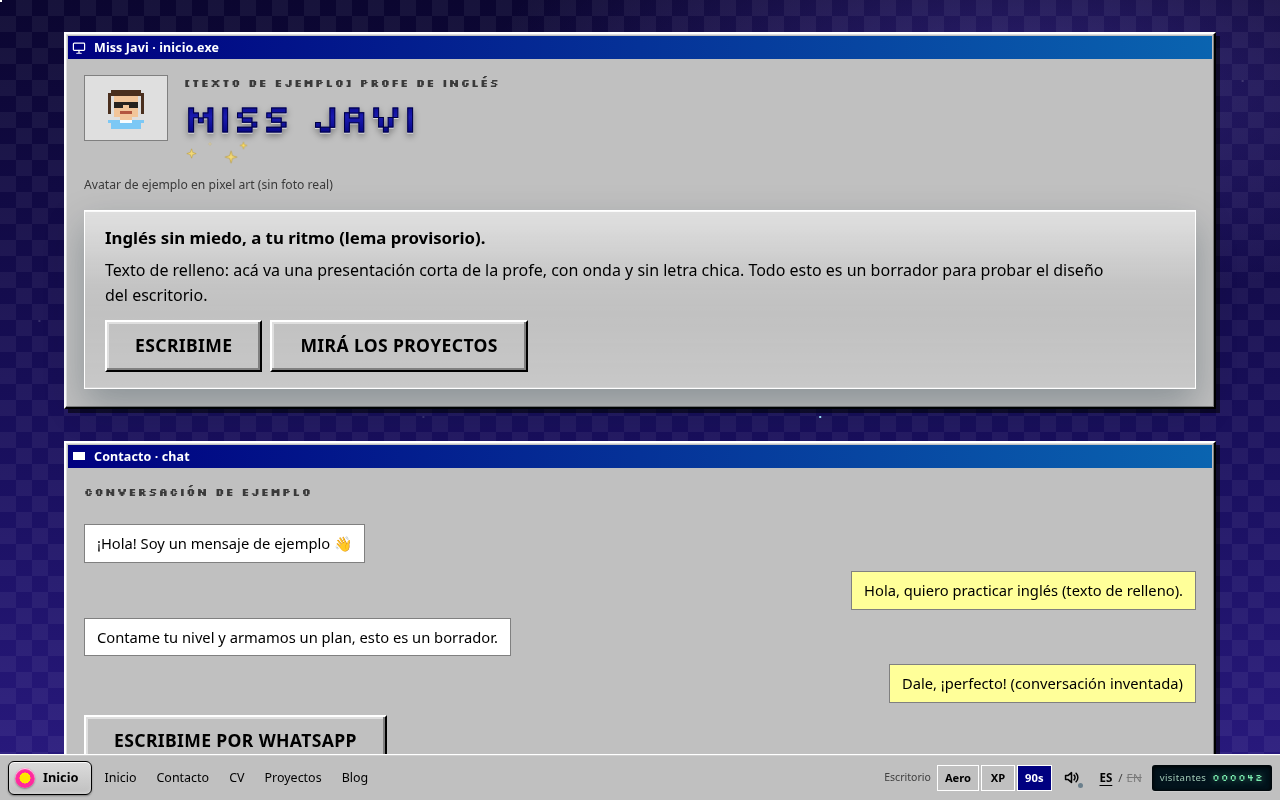 Miss Javi · inicio.exe
[TEXTO DE EJEMPLO] PROFE DE INGLÉS
MISS JAVI
Avatar de ejemplo en pixel art (sin foto real)
Inglés sin miedo, a tu ritmo (lema provisorio).
Texto de relleno: acá va una presentación corta de la profe, con onda y sin letra chica. Todo esto es un borrador para probar el diseño
del escritorio.
ESCRIBIME
MIRÁ LOS PROYECTOS
Contacto · chat
CONVERSACIÓN DE EJEMPLO
¡Hola! Soy un mensaje de ejemplo 👋
Hola, quiero practicar inglés (texto de relleno).
Contame tu nivel y armamos un plan, esto es un borrador.
Dale, ¡perfecto! (conversación inventada)
ESCRIBIME POR WHATSAPP
Inicio Inicio Contacto CV Proyectos Blog Escritorio Aero XP 90s ES / EN visitantes 000042